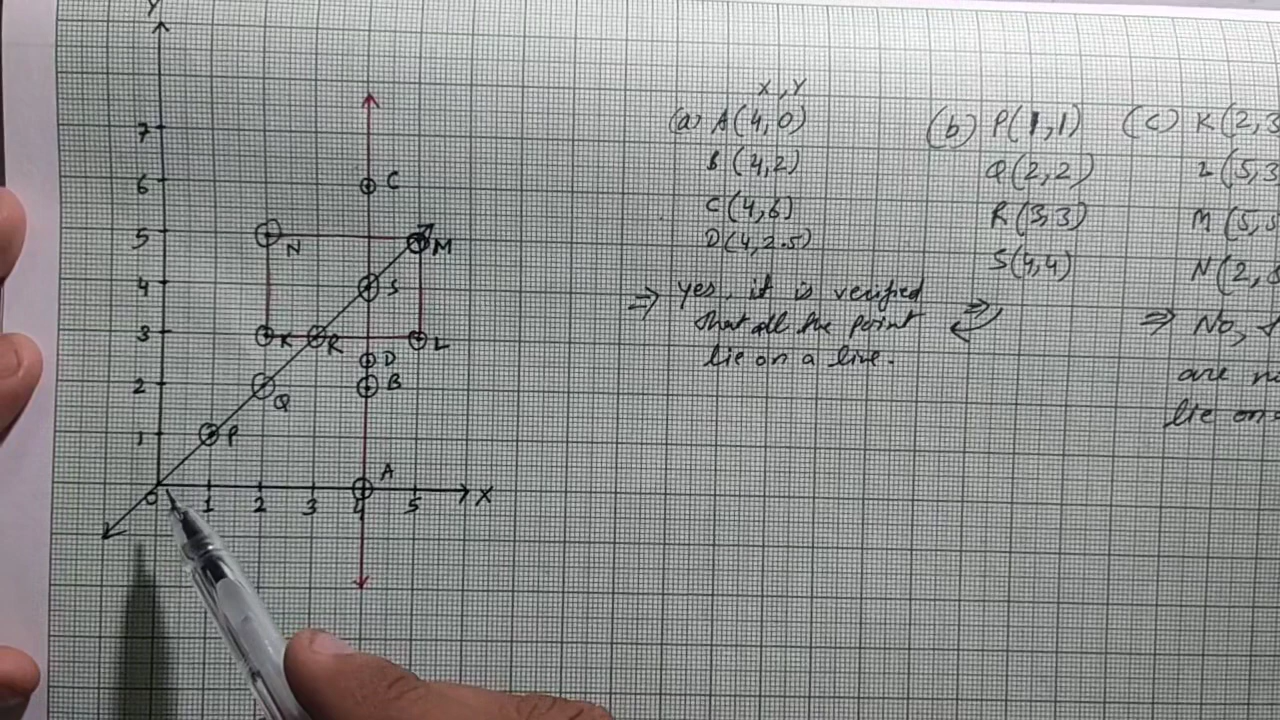 Y
7
6
5
4
3
2
1
0
1
2
3
4
5
X
C
N
M
S
K
R
L
D
B
Q
P
A
X, Y
(a) A(4,0)
B(4,2)
C(4,6)
D(4,2.5)
⇒ Yes, it is verified
that all the point
lie on a line.
(b) P(1,1)
Q(2,2)
R(3,3)
S(4,4)
⇒
(c) K(2,3
L(5,3
M(5,5
N(2,
⇒ No,
are
lie on